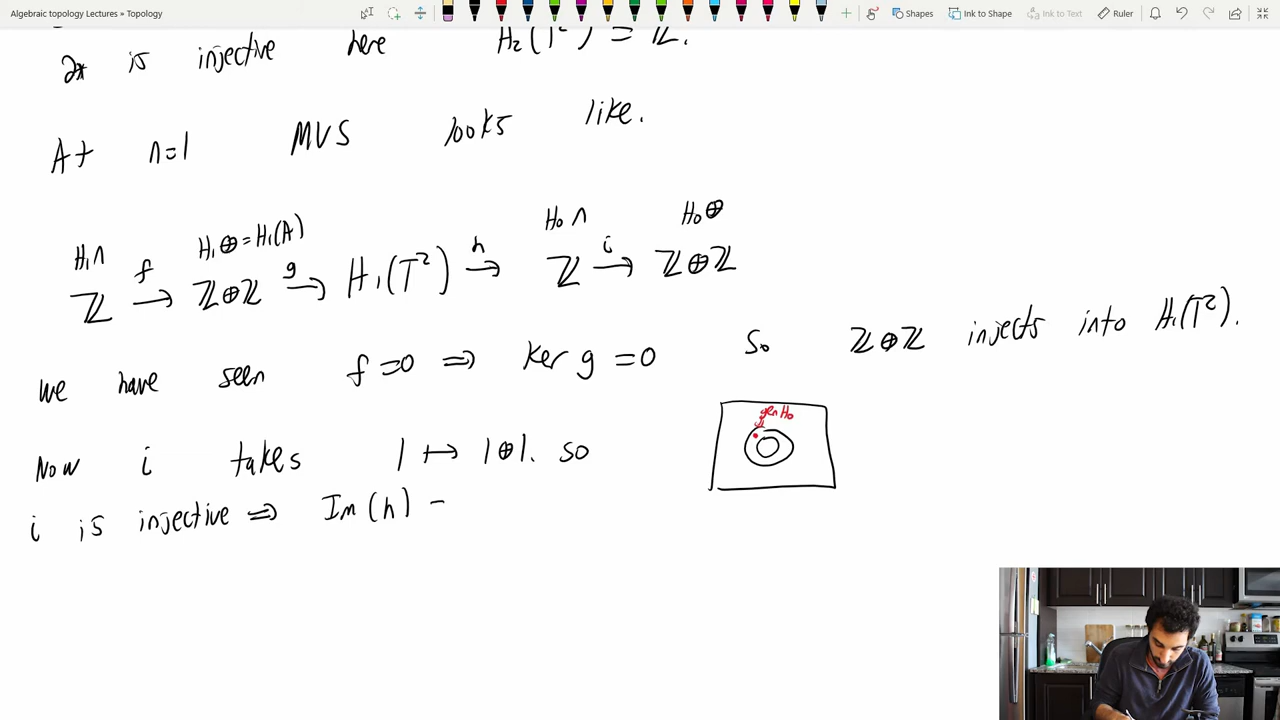 Algebraic topology Lectures – Topology
Shapes Ink to Shape Ink to Text Ruler
∂* is injective here H₂(T²) = ℤ.
At n=1 MVS looks like.
H₁∩ H₁⊕ = H₁(A) H₀∩ H₀⊕
ℤ →f ℤ⊕ℤ →g H₁(T²) →h ℤ →i ℤ⊕ℤ
We have seen f=0 ⇒ ker g = 0 So ℤ⊕ℤ injects into H₁(T²).
gen H₀
Now i takes 1 ↦ 1⊕1. so
i is injective ⇒ Im(h) -